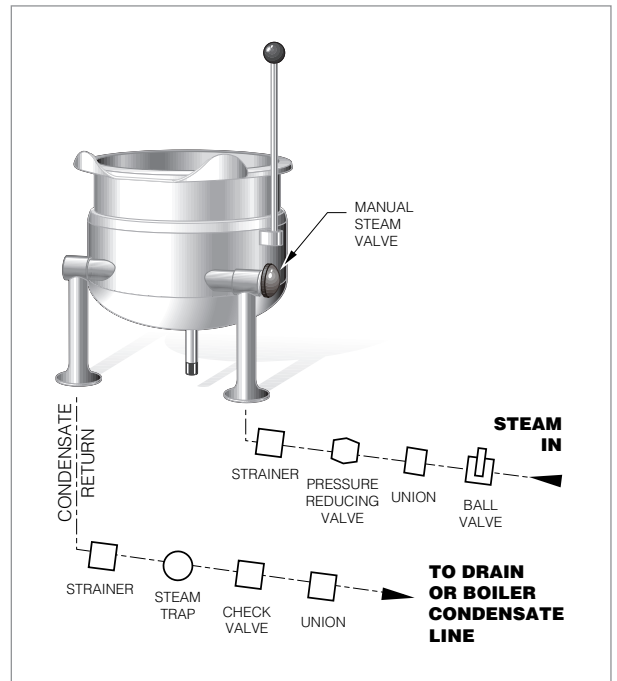 MANUAL
STEAM
VALVE
STEAM
IN
STRAINER
PRESSURE
REDUCING
VALVE
UNION
BALL
VALVE
CONDENSATE
RETURN
STRAINER
STEAM
TRAP
CHECK
VALVE
UNION
TO DRAIN
OR BOILER
CONDENSATE
LINE